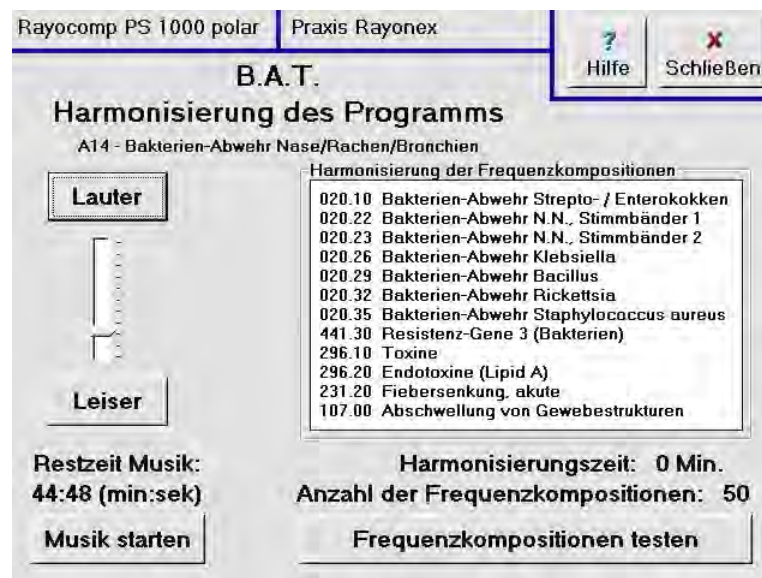 Rayocomp PS 1000 polar
Praxis Rayonex
?
Hilfe
X
Schließen
B.A.T.
Harmonisierung des Programms
A14 - Bakterien-Abwehr Nase/Rachen/Bronchien
Lauter
Leiser
Harmonisierung der Frequenzkompositionen
020.10 Bakterien-Abwehr Strepto- / Enterokokken
020.22 Bakterien-Abwehr N.N., Stimmbänder 1
020.23 Bakterien-Abwehr N.N., Stimmbänder 2
020.26 Bakterien-Abwehr Klebsiella
020.29 Bakterien-Abwehr Bacillus
020.32 Bakterien-Abwehr Rickettsia
020.35 Bakterien-Abwehr Staphylococcus aureus
441.30 Resistenz-Gene 3 (Bakterien)
296.10 Toxine
296.20 Endotoxine (Lipid A)
231.20 Fiebersenkung, akute
107.00 Abschwellung von Gewebestrukturen
Restzeit Musik:
44:48 (min:sek)
Harmonisierungszeit: 0 Min.
Anzahl der Frequenzkompositionen: 50
Musik starten
Frequenzkompositionen testen